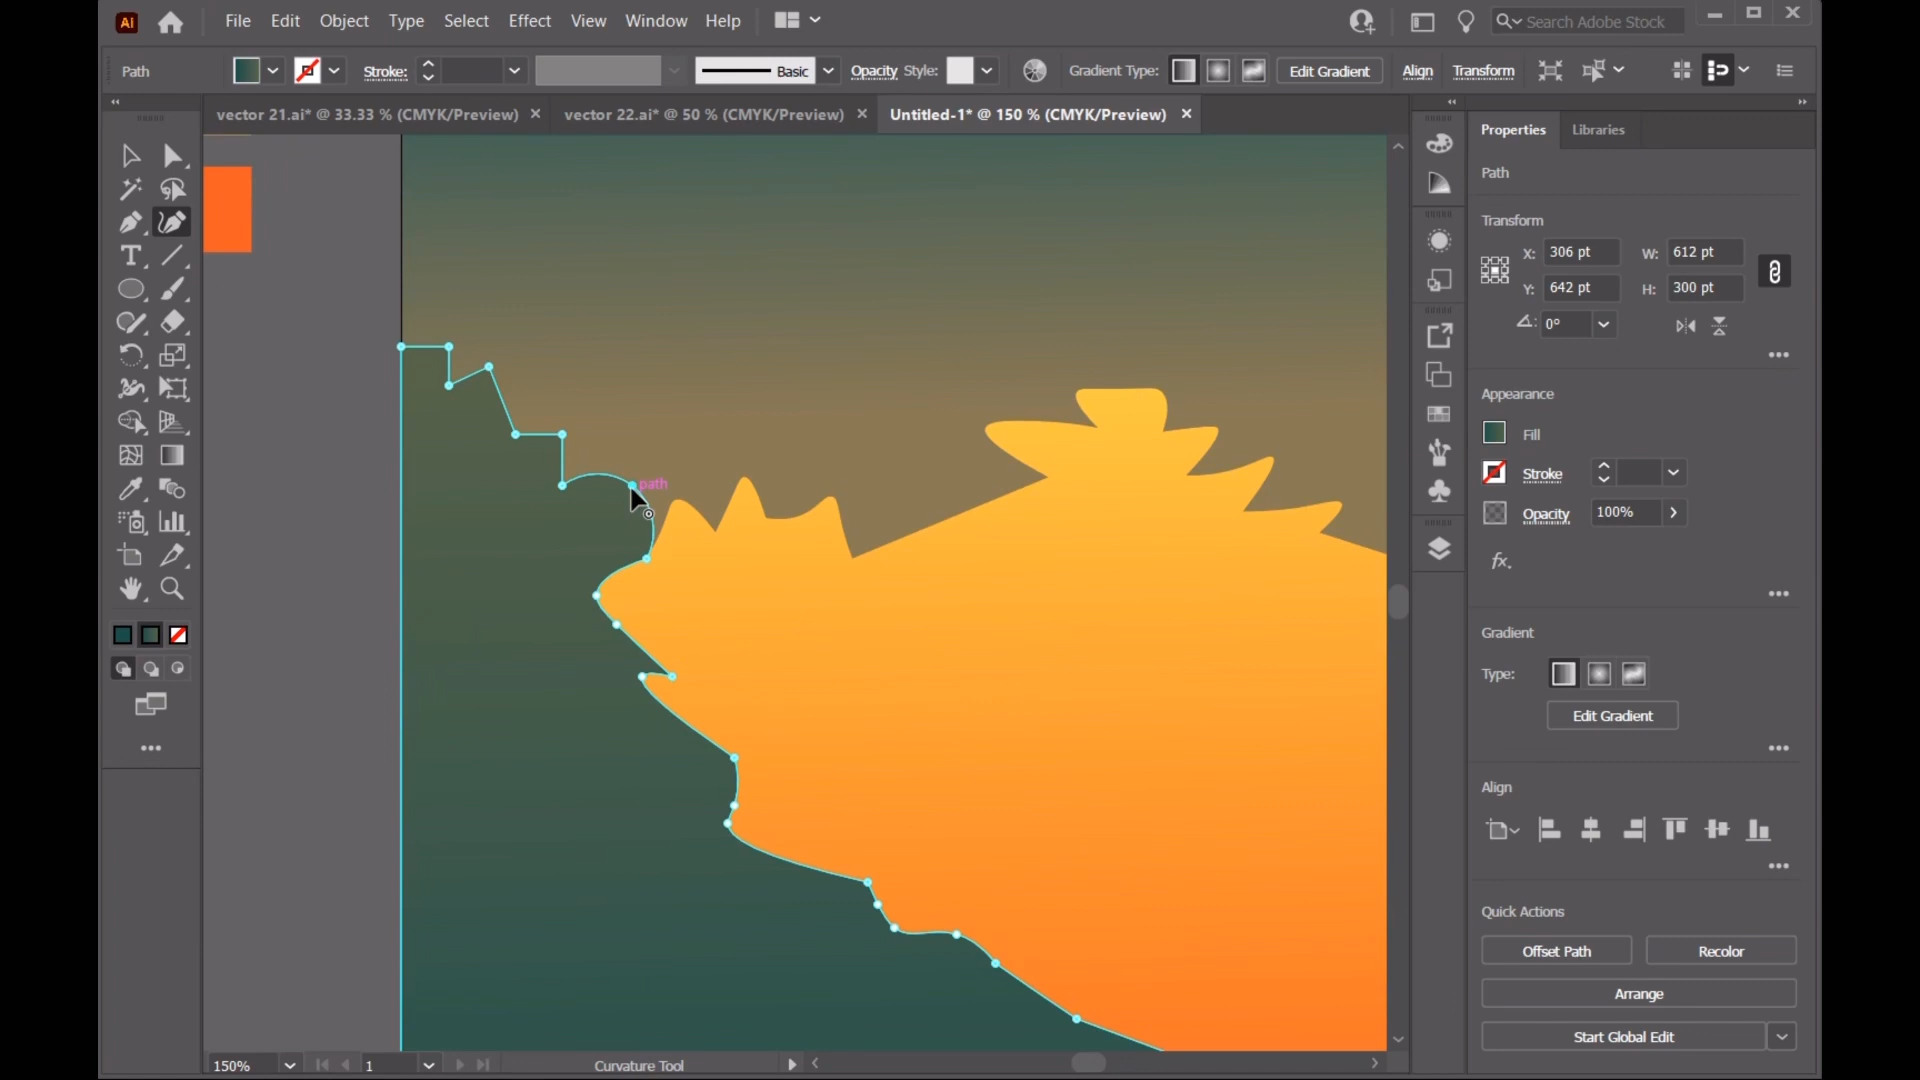 Ai File Edit Object Type Select Effect View Window Help Search Adobe Stock
Path Stroke: Basic Opacity Style: Gradient Type: Edit Gradient Align Transform
vector 21.ai* @ 33.33 % (CMYK/Preview) vector 22.ai* @ 50 % (CMYK/Preview) Untitled-1* @ 150 % (CMYK/Preview)
Properties Libraries
Path
Transform
X: 306 pt W: 612 pt
Y: 642 pt H: 300 pt
0°
Appearance
Fill
Stroke
Opacity 100%
fx.
Gradient
Type:
Edit Gradient
Align
Quick Actions
Offset Path Recolor
Arrange
Start Global Edit
path
150% 1 Curvature Tool